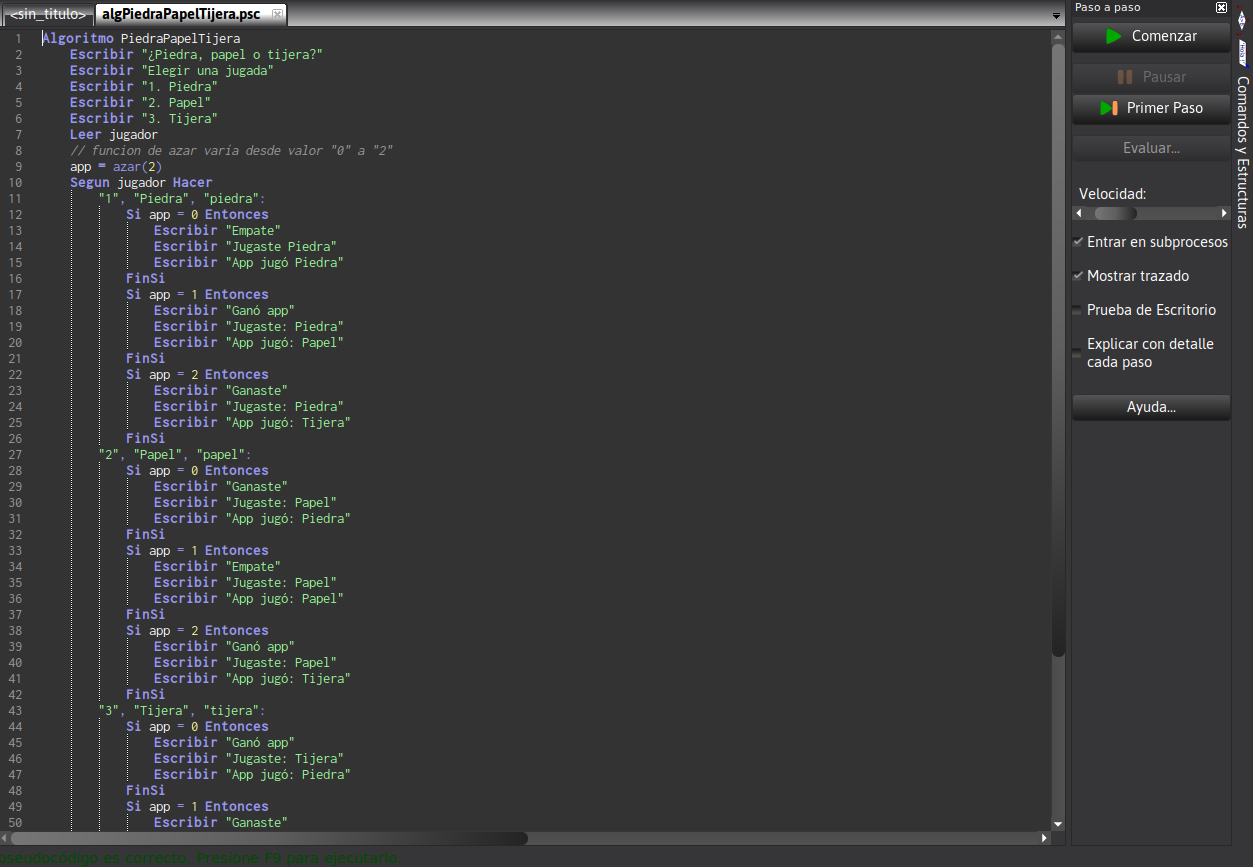 <sin_titulo> algPiedraPapelTijera.psc
1 Algoritmo PiedraPapelTijera
2 Escribir "¿Piedra, papel o tijera?"
3 Escribir "Elegir una jugada"
4 Escribir "1. Piedra"
5 Escribir "2. Papel"
6 Escribir "3. Tijera"
7 Leer jugador
8 // funcion de azar varía desde valor "0" a "2"
9 app = azar(2)
10 Segun jugador Hacer
11 "1", "Piedra", "piedra":
12 Si app = 0 Entonces
13 Escribir "Empate"
14 Escribir "Jugaste Piedra"
15 Escribir "App jugó Piedra"
16 FinSi
17 Si app = 1 Entonces
18 Escribir "Ganó app"
19 Escribir "Jugaste: Piedra"
20 Escribir "App jugó: Papel"
21 FinSi
22 Si app = 2 Entonces
23 Escribir "Ganaste"
24 Escribir "Jugaste: Piedra"
25 Escribir "App jugó: Tijera"
26 FinSi
27 "2", "Papel", "papel":
28 Si app = 0 Entonces
29 Escribir "Ganaste"
30 Escribir "Jugaste: Papel"
31 Escribir "App jugó: Piedra"
32 FinSi
33 Si app = 1 Entonces
34 Escribir "Empate"
35 Escribir "Jugaste: Papel"
36 Escribir "App jugó: Papel"
37 FinSi
38 Si app = 2 Entonces
39 Escribir "Ganó app"
40 Escribir "Jugaste: Papel"
41 Escribir "App jugó: Tijera"
42 FinSi
43 "3", "Tijera", "tijera":
44 Si app = 0 Entonces
45 Escribir "Ganó app"
46 Escribir "Jugaste: Tijera"
47 Escribir "App jugó: Piedra"
48 FinSi
49 Si app = 1 Entonces
50 Escribir "Ganaste"
pseudocódigo es correcto. Presione F9 para ejecutarlo.
Paso a paso
Comenzar
Pausar
Primer Paso
Evaluar...
Velocidad:
Entrar en subprocesos
Mostrar trazado
Prueba de Escritorio
Explicar con detalle
cada paso
Ayuda...
Comandos y Estructuras